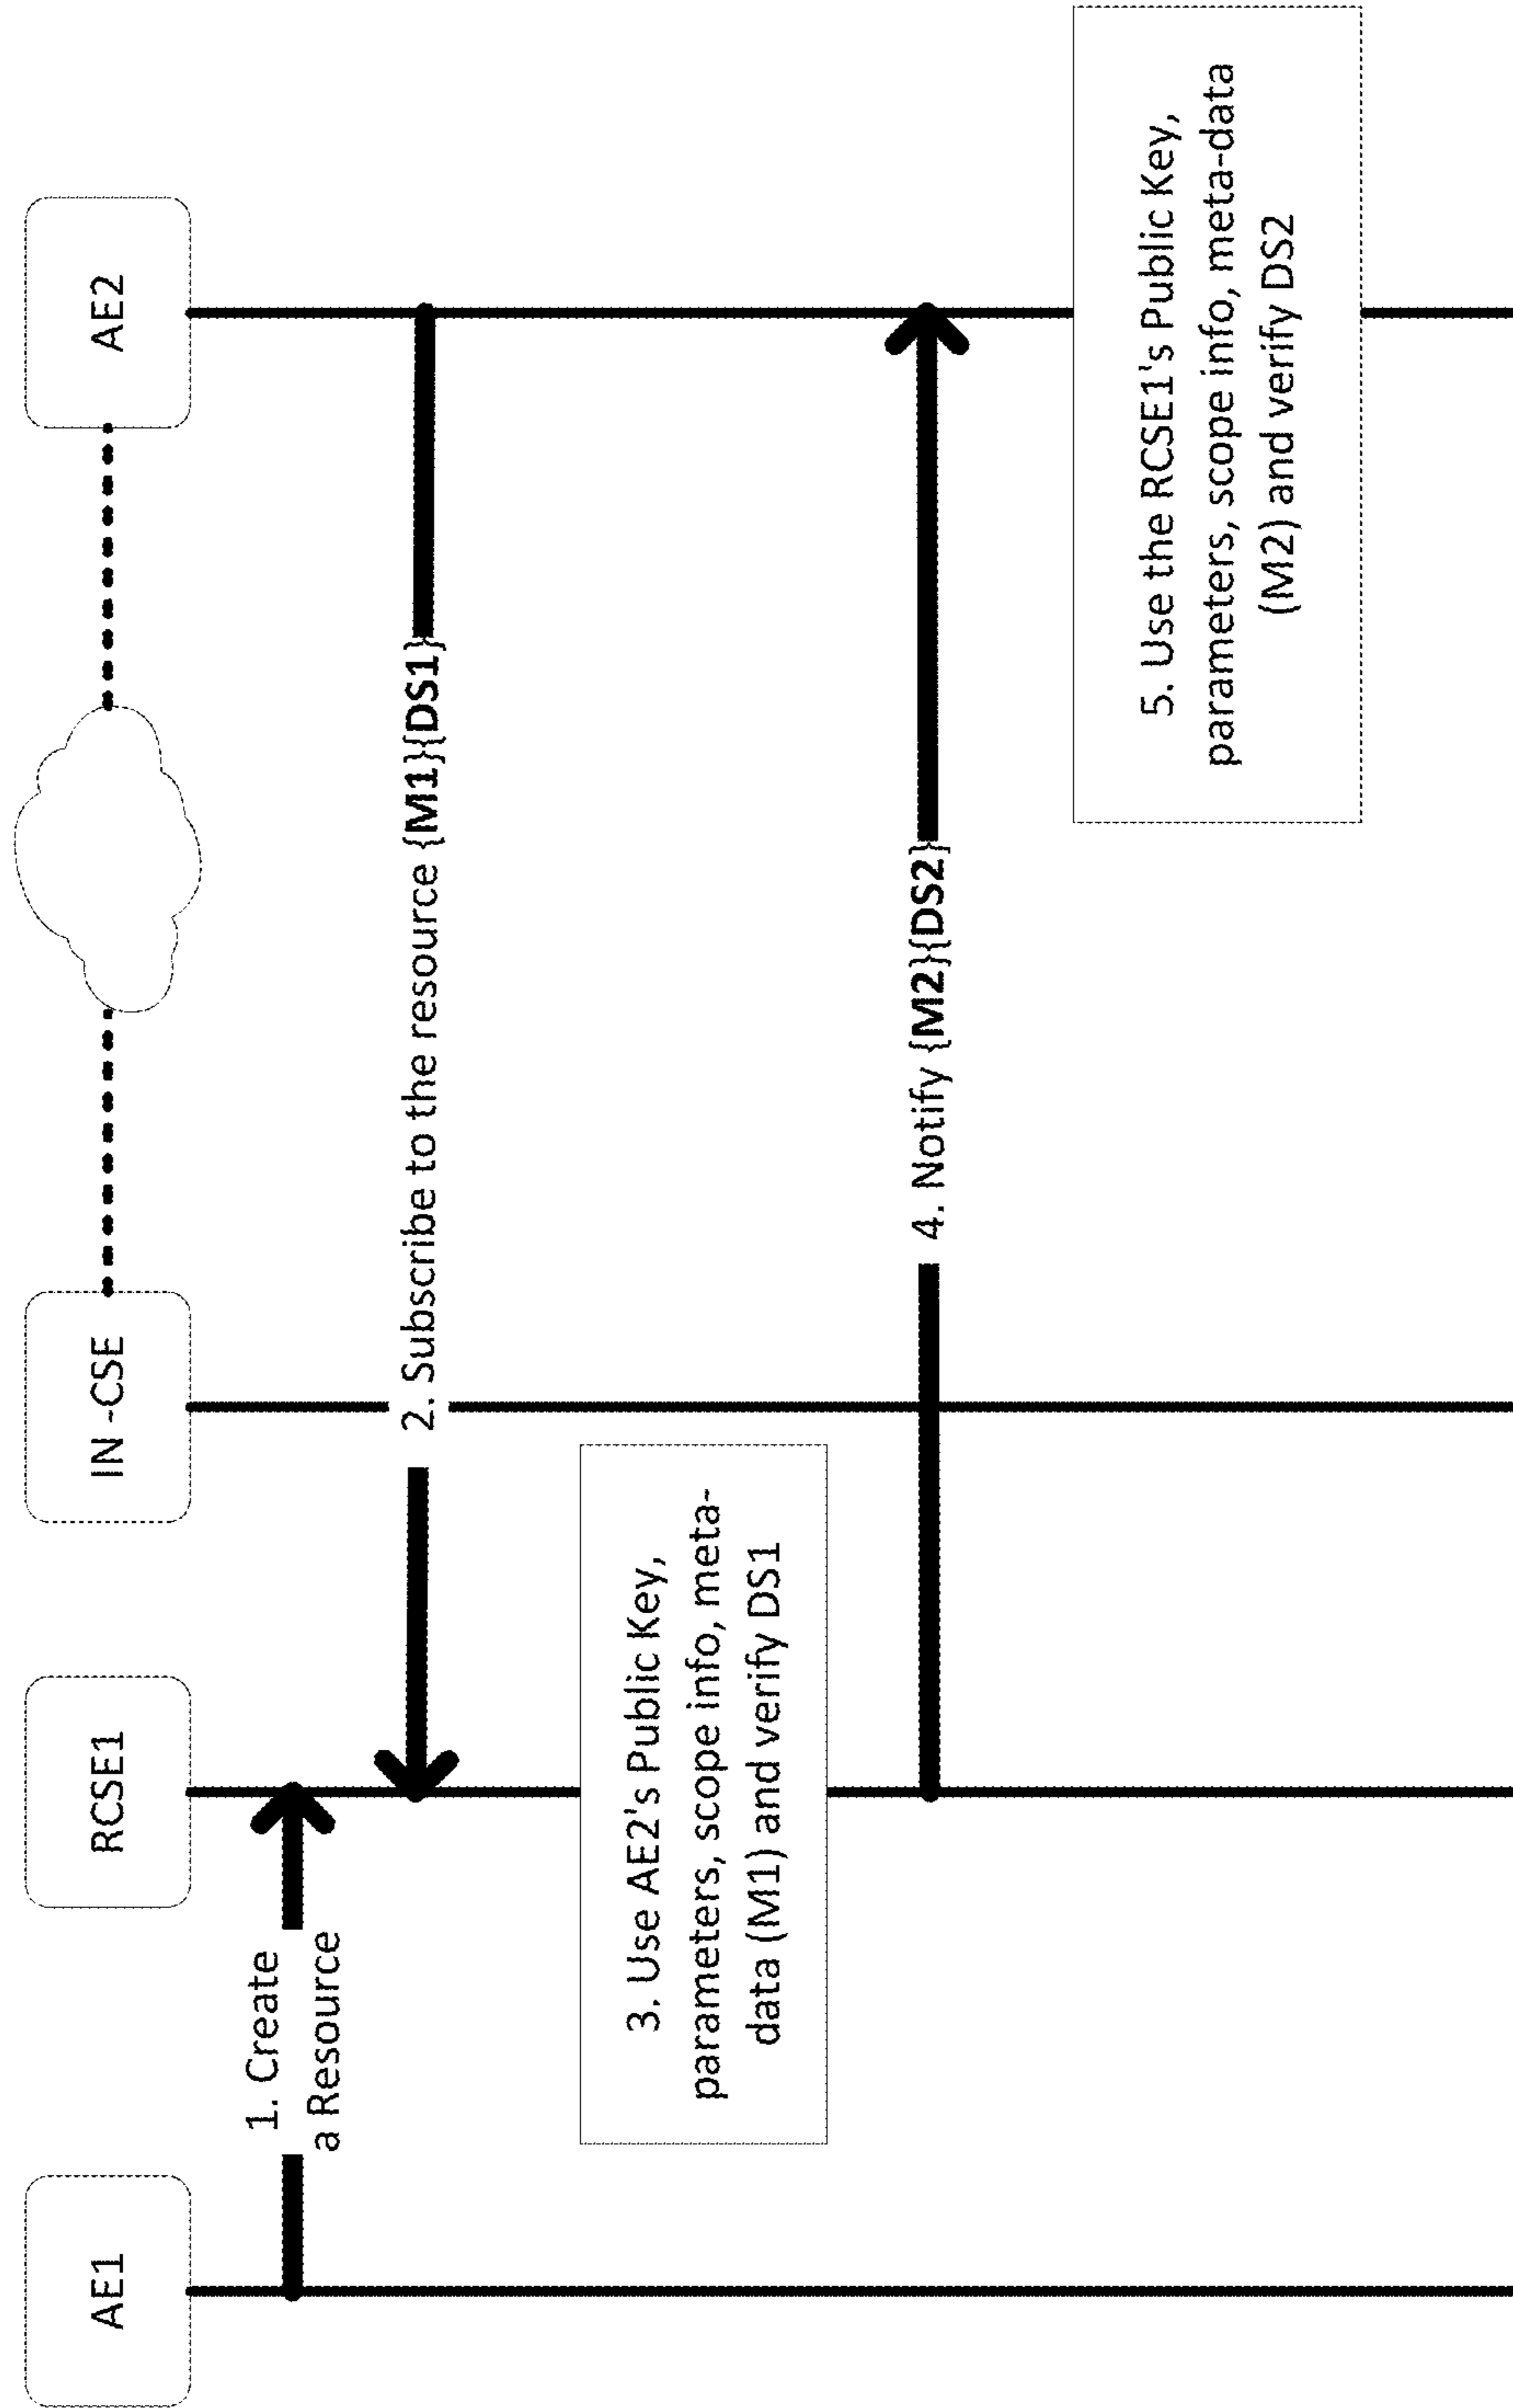 AE1
RCSE1
IN -CSE
AE2
1. Create
a Resource
2. Subscribe to the resource {M1}{DS1}
3. Use AE2's Public Key,
parameters, scope info, meta-
data (M1) and verify DS1
4. Notify {M2}{DS2}
5. Use the RCSE1's Public Key,
parameters, scope info, meta-data
(M2) and verify DS2